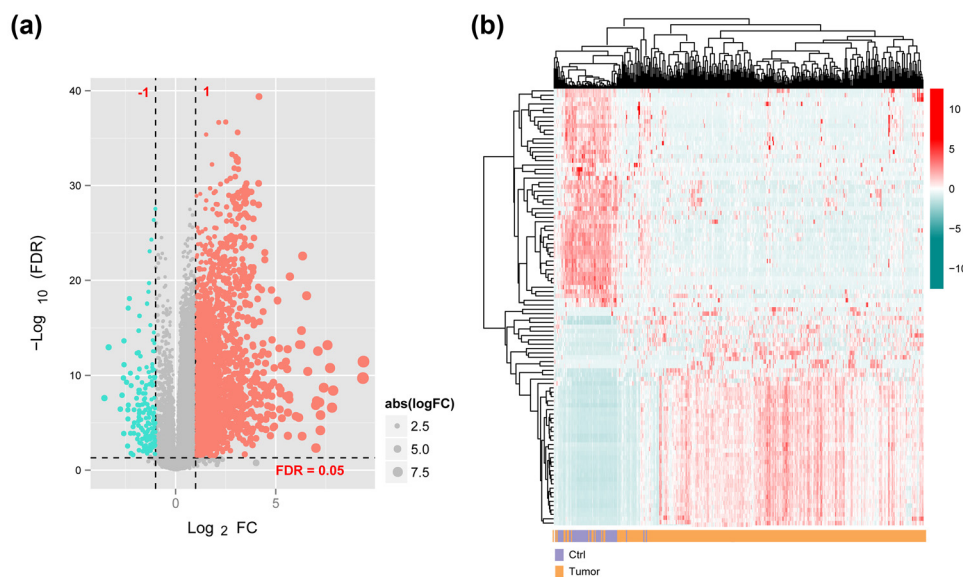 (a)
(b)
-1
1
40
30
20
10
0
−Log 10 (FDR)
FDR = 0.05
0
5
Log 2 FC
abs(logFC)
2.5
5.0
7.5
10
5
0
−5
−10
Ctrl
Tumor